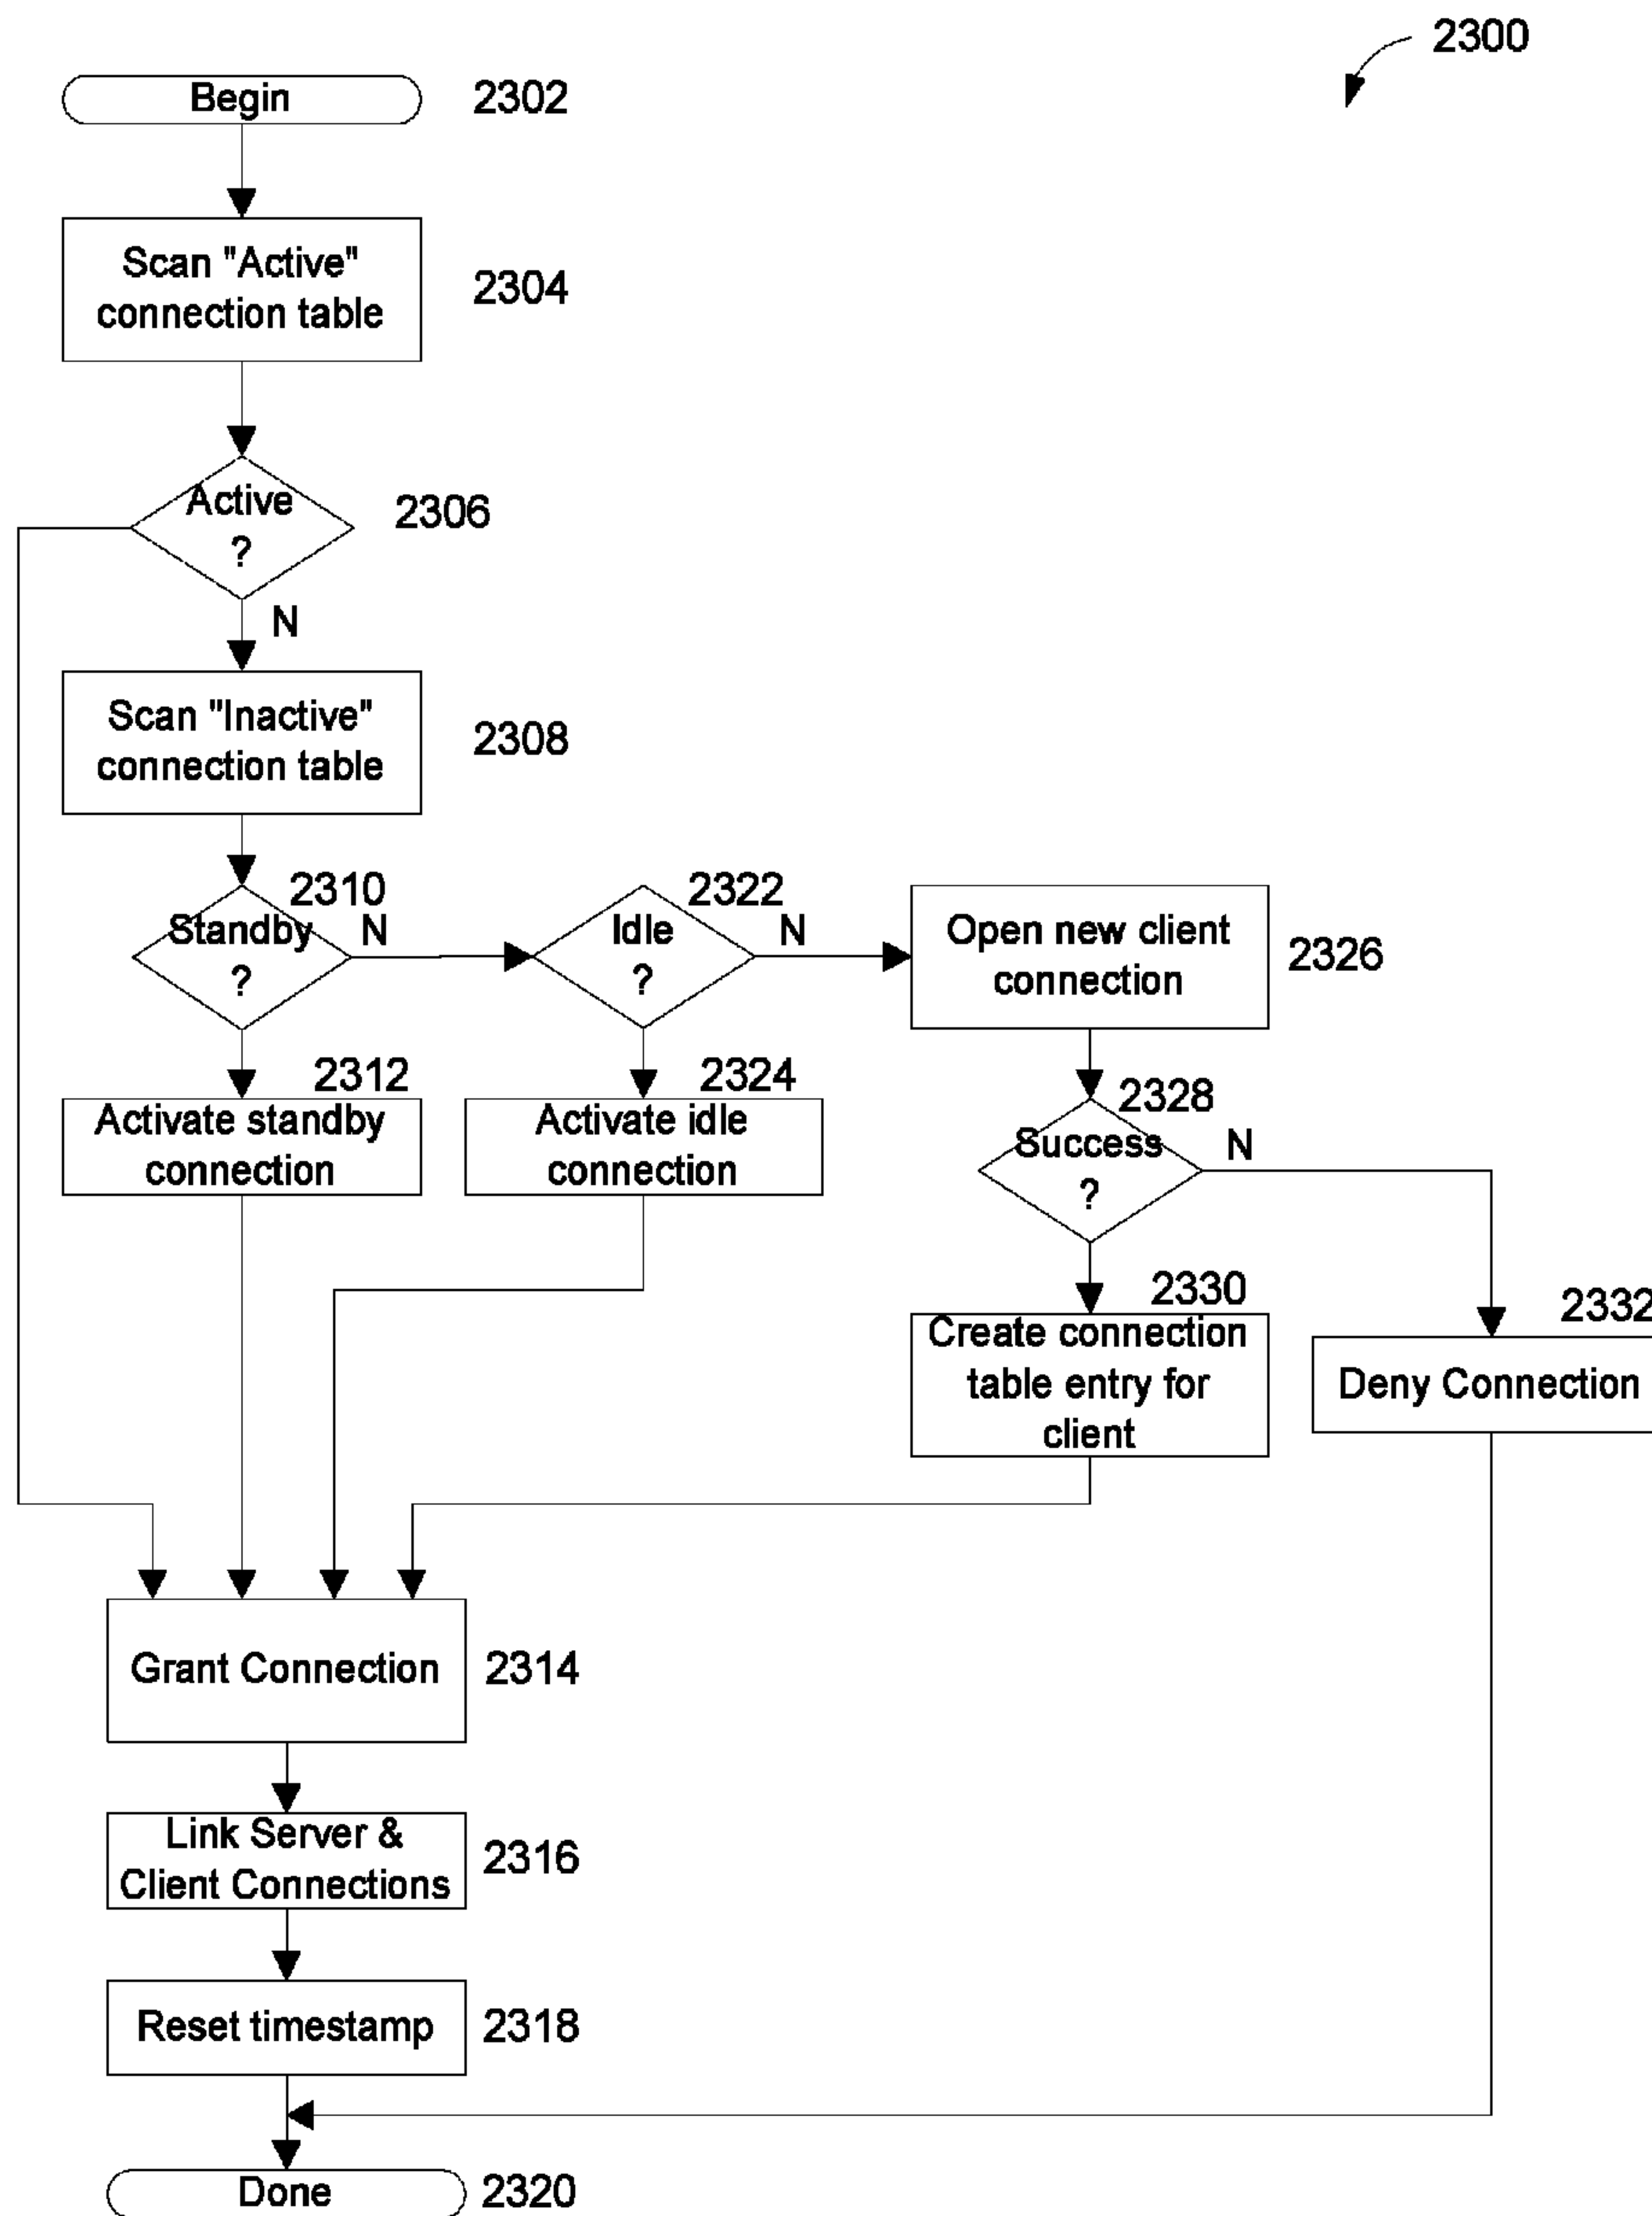 2300
Begin
2302
Scan "Active"
connection table
2304
Active
?
2306
N
Scan "Inactive"
connection table
2308
2310
Standby
?
N
2322
Idle
?
N
Open new client
connection
2326
2312
Activate standby
connection
2324
Activate idle
connection
2328
Success
?
N
2330
Create connection
table entry for
client
2332
Deny Connection
Grant Connection
2314
Link Server &
Client Connections
2316
Reset timestamp
2318
Done
2320